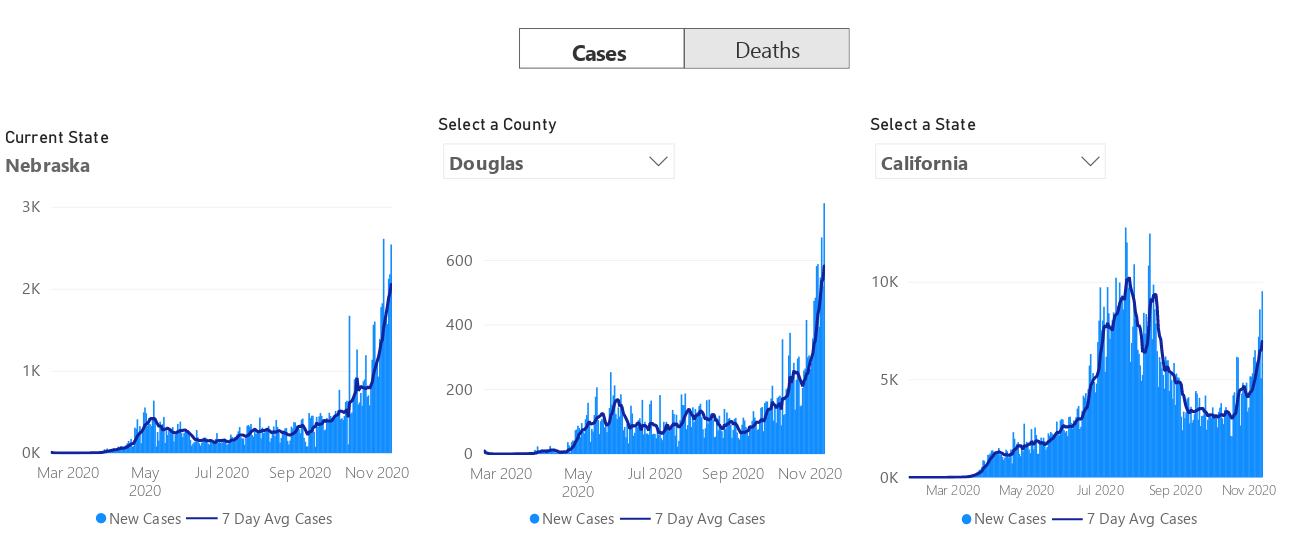 Cases Deaths
Current State
Nebraska
3K
2K
1K
0K
Mar 2020 May 2020 Jul 2020 Sep 2020 Nov 2020
New Cases 7 Day Avg Cases
Select a County
Douglas
600
400
200
0
Mar 2020 May 2020 Jul 2020 Sep 2020 Nov 2020
New Cases 7 Day Avg Cases
Select a State
California
10K
5K
0K
Mar 2020 May 2020 Jul 2020 Sep 2020 Nov 2020
New Cases 7 Day Avg Cases